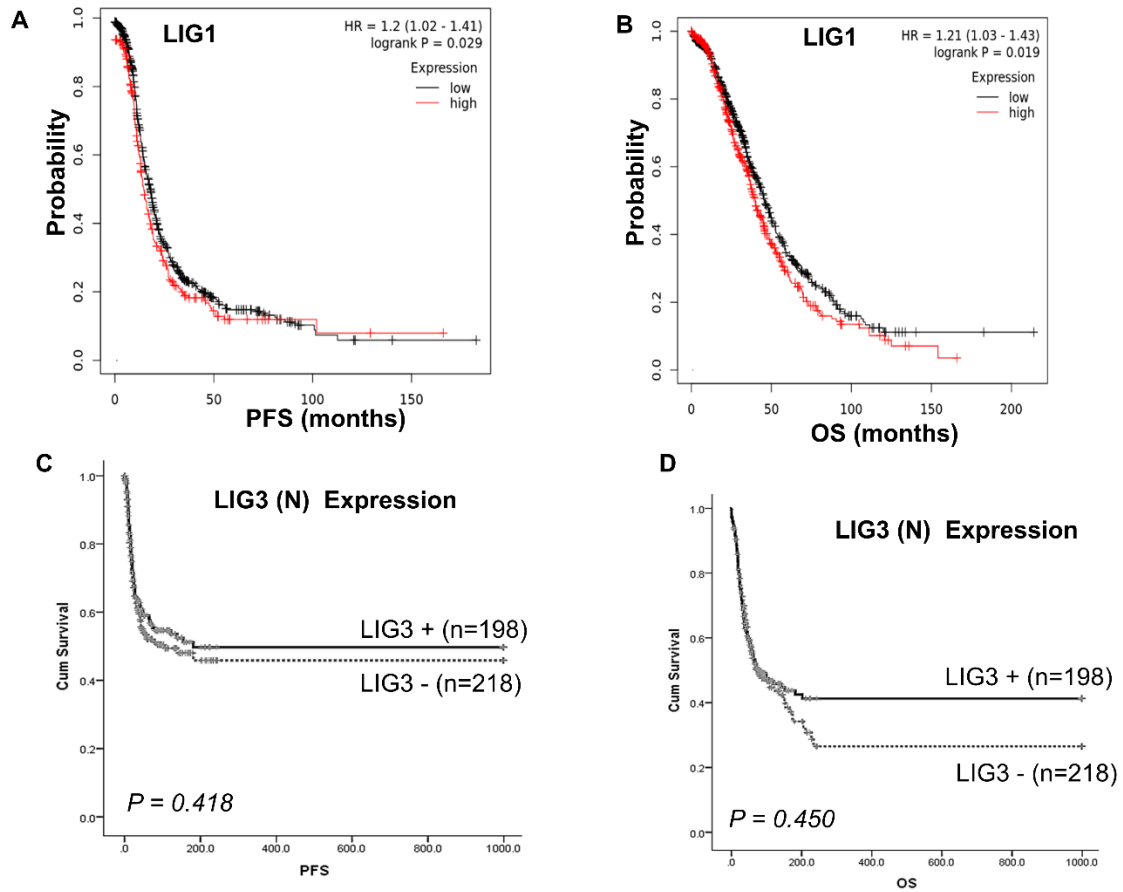 A
LIG1
HR = 1.2 (1.02 - 1.41)
logrank P = 0.029
Expression
low
high
Probability
1.0
0.8
0.6
0.4
0.2
0.0
0
50
100
150
PFS (months)
B
LIG1
HR = 1.21 (1.03 - 1.43)
logrank P = 0.019
Expression
low
high
Probability
1.0
0.8
0.6
0.4
0.2
0.0
0
50
100
150
200
OS (months)
C
LIG3 (N) Expression
LIG3 + (n=198)
LIG3 - (n=218)
P = 0.418
Cum Survival
1.0
0.8
0.6
0.4
0.2
0.0
.0
200.0
400.0
600.0
800.0
1000.0
PFS
D
LIG3 (N) Expression
LIG3 + (n=198)
LIG3 - (n=218)
P = 0.450
Cum Survival
1.0
0.8
0.6
0.4
0.2
0.0
.0
200.0
400.0
600.0
800.0
1000.0
OS